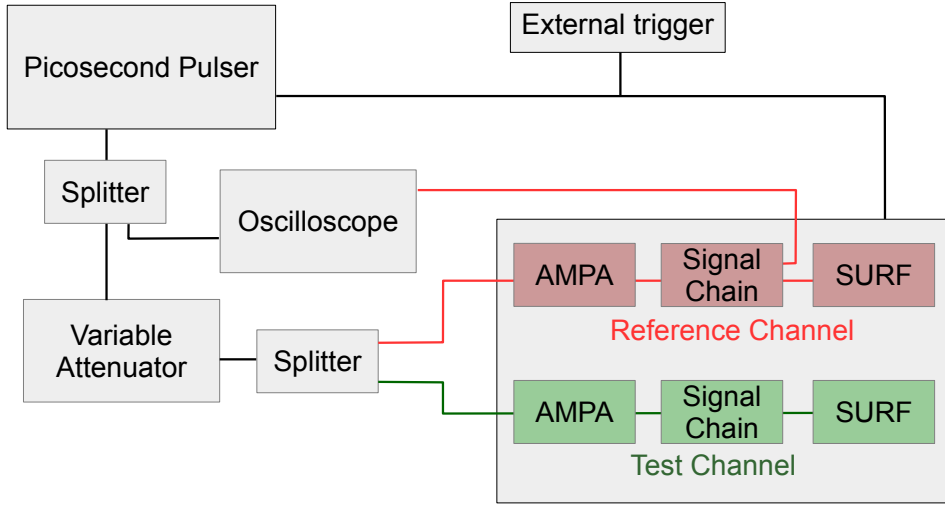 External trigger
Picosecond Pulser
Splitter
Oscilloscope
AMPA
Signal
Chain
SURF
Reference Channel
Variable
Attenuator
Splitter
AMPA
Signal
Chain
SURF
Test Channel